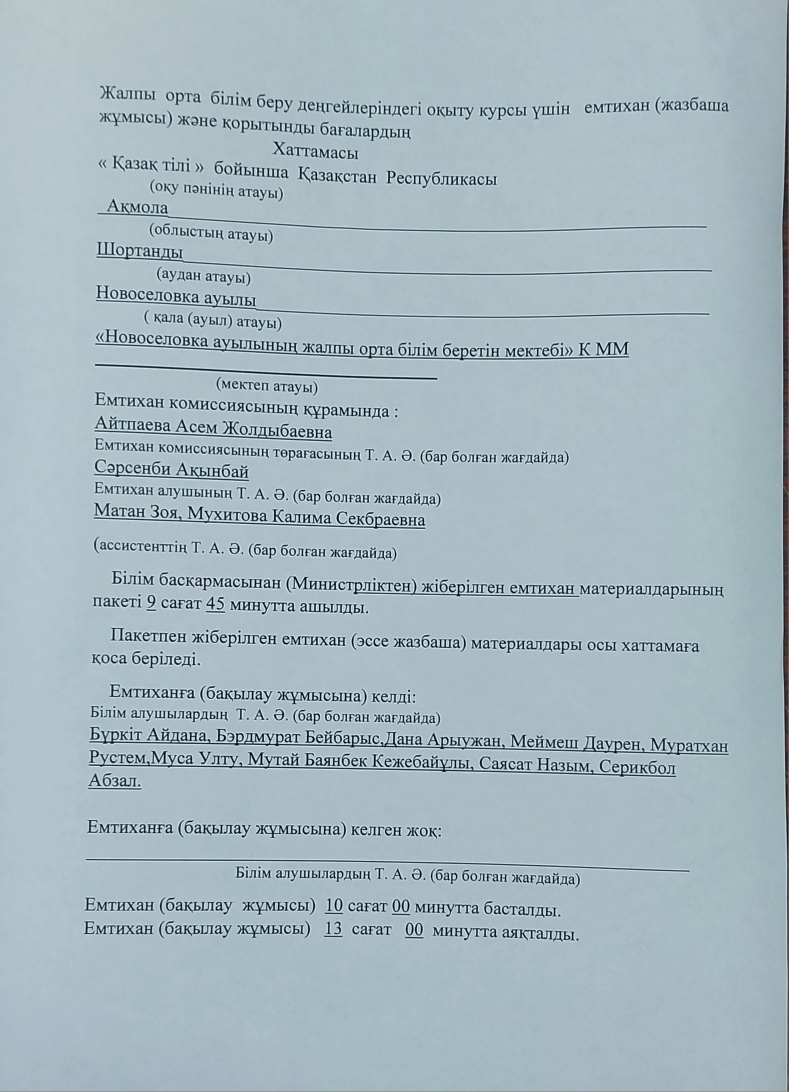 Жалпы орта білім беру деңгейлеріндегі оқыту курсы үшін емтихан (жазбаша
жұмысы) және қорытынды бағалардың
Хаттамасы
« Қазақ тілі » бойынша Қазақстан Республикасы
(оқу пәнінің атауы)
Ақмола
(облыстың атауы)
Шортанды
(аудан атауы)
Новоселовка ауылы
( қала (ауыл) атауы)
«Новоселовка ауылының жалпы орта білім беретін мектебі» К ММ
(мектеп атауы)
Емтихан комиссиясының құрамында :
Айтпаева Асем Жолдыбаевна
Емтихан комиссиясының төрағасының Т. А. Ә. (бар болған жағдайда)
Сәрсенби Ақынбай
Емтихан алушының Т. А. Ә. (бар болған жағдайда)
Матан Зоя, Мухитова Калима Секбраевна
(ассистенттің Т. А. Ә. (бар болған жағдайда)
Білім басқармасынан (Министрліктен) жіберілген емтихан материалдарының
пакеті 9 сағат 45 минутта ашылды.
Пакетпен жіберілген емтихан (эссе жазбаша) материалдары осы хаттамаға
қоса беріледі.
Емтиханға (бақылау жұмысына) келді:
Білім алушылардың Т. А. Ә. (бар болған жағдайда)
Бүркіт Айдана, Бэрдмурат Бейбарыс,Дана Арыужан, Меймеш Даурен, Муратхан
Рустем,Муса Улту, Мутай Баянбек Кежебайұлы, Саясат Назым, Серикбол
Абзал.
Емтиханға (бақылау жұмысына) келген жоқ:
Білім алушылардың Т. А. Ә. (бар болған жағдайда)
Емтихан (бақылау жұмысы) 10 сағат 00 минутта басталды.
Емтихан (бақылау жұмысы) 13 сағат 00 минутта аяқталды.